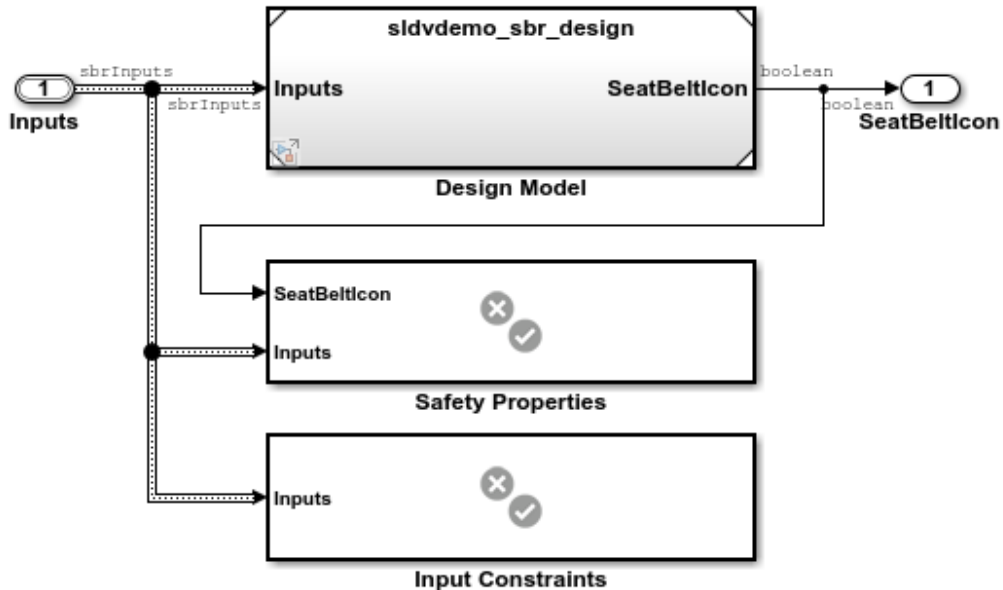 sldvdemo_sbr_design
sbrInputs
1
Inputs
sbrInputs
Inputs
SeatBeltIcon
boolean
1
boolean
SeatBeltIcon
Design Model
SeatBeltIcon
Inputs
Safety Properties
Inputs
Input Constraints